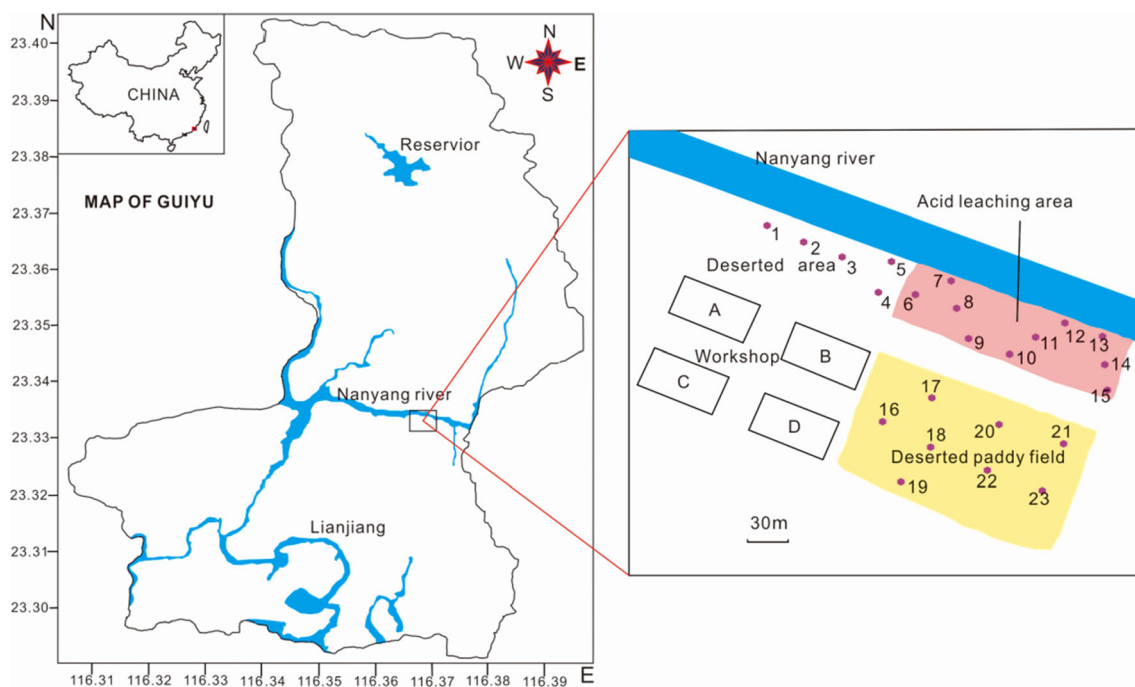 N
23.40
23.39
23.38
23.37
23.36
23.35
23.34
23.33
23.32
23.31
23.30
CHINA
N
W E
S
MAP OF GUIYU
Reservior
Nanyang river
Lianjiang
116.31 116.32 116.33 116.34 116.35 116.36 116.37 116.38 116.39
E
Nanyang river
Acid leaching area
1
2
3
5
Deserted area
4
6
7
8
9
10
11
12
13
14
15
A
B
Workshop
C
D
17
16
18
20
21
Deserted paddy field
22
19
23
30m